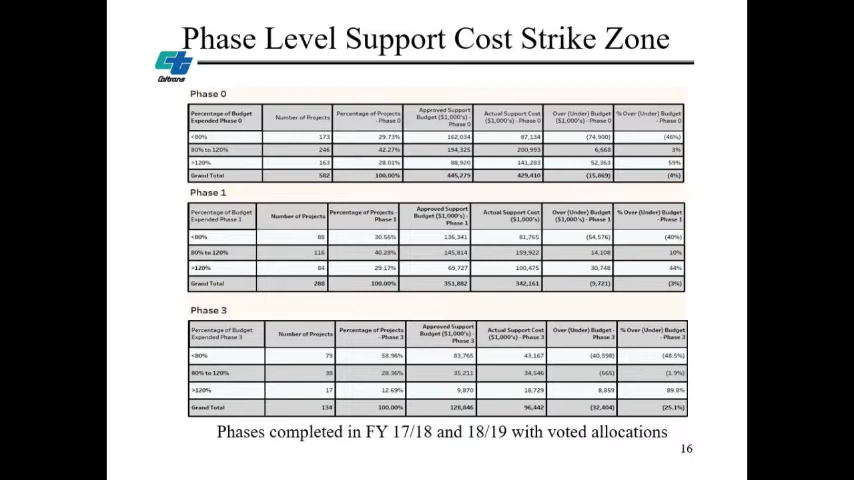 Phase Level Support Cost Strike Zone
Caltrans
Phase 0
Percentage of Budget Expended Phase 0 Number of Projects Percentage of Projects - Phase 0 Approved Support Budget ($1,000's) - Phase 0 Actual Support Cost ($1,000's) - Phase 0 Over (Under) Budget ($1,000's) - Phase 0 % Over (Under) Budget - Phase 0
<80% 173 29.73% 162,034 87,134 (74,900) (46%)
80% to 120% 246 42.27% 194,325 200,993 6,668 3%
>120% 163 28.01% 88,920 141,283 52,363 59%
Grand Total 582 100.00% 445,279 429,410 (15,869) (4%)
Phase 1
Percentage of Budget Expended Phase 1 Number of Projects Percentage of Projects - Phase 1 Approved Support Budget ($1,000's) - Phase 1 Actual Support Cost ($1,000's) Over (Under) Budget ($1,000's) - Phase 1 % Over (Under) Budget - Phase 1
<80% 88 30.56% 136,341 81,765 (54,576) (40%)
80% to 120% 116 40.28% 145,814 159,922 14,108 10%
>120% 84 29.17% 69,727 100,475 30,748 44%
Grand Total 288 100.00% 351,882 342,161 (9,721) (3%)
Phase 3
Percentage of Budget Expended Phase 3 Number of Projects Percentage of Projects - Phase 3 Approved Support Budget ($1,000's) - Phase 3 Actual Support Cost ($1,000's) - Phase 3 Over (Under) Budget - Phase 3 % Over (Under) Budget - Phase 3
<80% 79 58.96% 83,765 43,167 (40,598) (48.5%)
80% to 120% 38 28.36% 35,211 34,546 (665) (1.9%)
>120% 17 12.69% 9,870 18,729 8,859 89.8%
Grand Total 134 100.00% 128,846 96,442 (32,404) (25.1%)
Phases completed in FY 17/18 and 18/19 with voted allocations
16